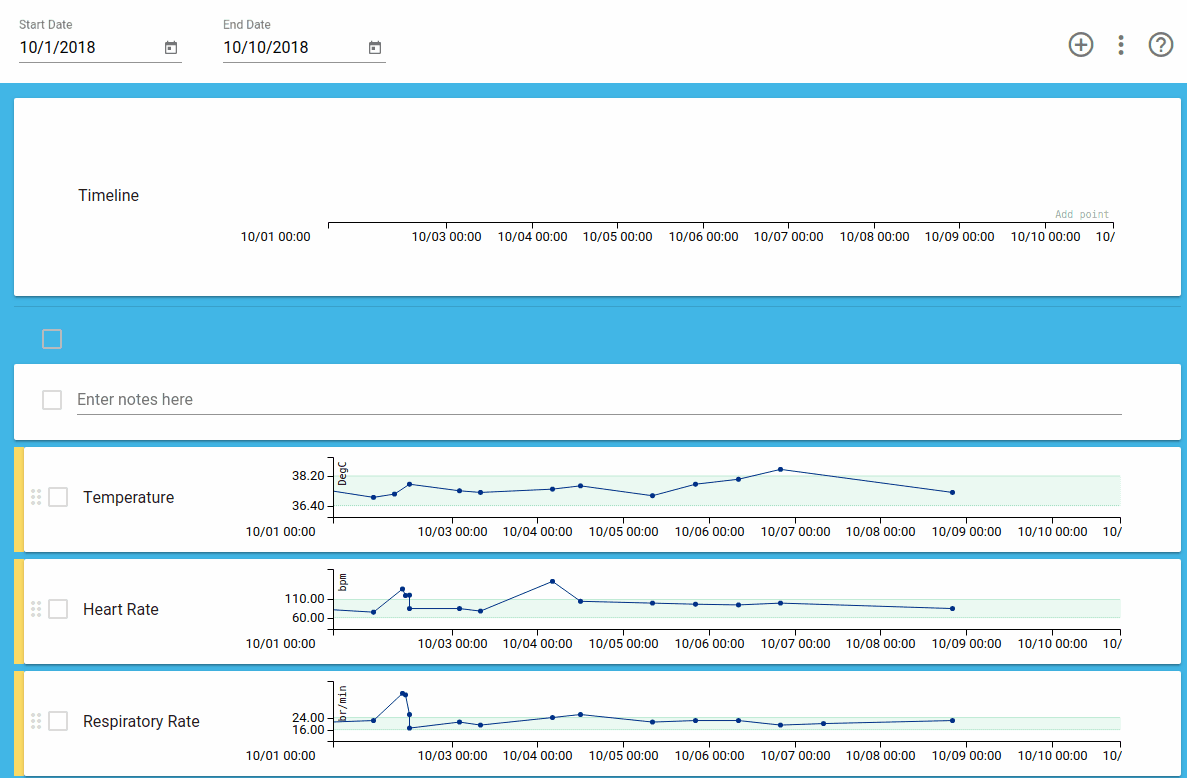 Start Date
End Date
10/1/2018
10/10/2018
Timeline
Add point
10/01 00:00 10/03 00:00 10/04 00:00 10/05 00:00 10/06 00:00 10/07 00:00 10/08 00:00 10/09 00:00 10/10 00:00 10/
Enter notes here
Temperature
38.20
36.40
DegC
10/01 00:00 10/03 00:00 10/04 00:00 10/05 00:00 10/06 00:00 10/07 00:00 10/08 00:00 10/09 00:00 10/10 00:00 10/
Heart Rate
110.00
60.00
bpm
10/01 00:00 10/03 00:00 10/04 00:00 10/05 00:00 10/06 00:00 10/07 00:00 10/08 00:00 10/09 00:00 10/10 00:00 10/
Respiratory Rate
24.00
16.00
br/min
10/01 00:00 10/03 00:00 10/04 00:00 10/05 00:00 10/06 00:00 10/07 00:00 10/08 00:00 10/09 00:00 10/10 00:00 10/